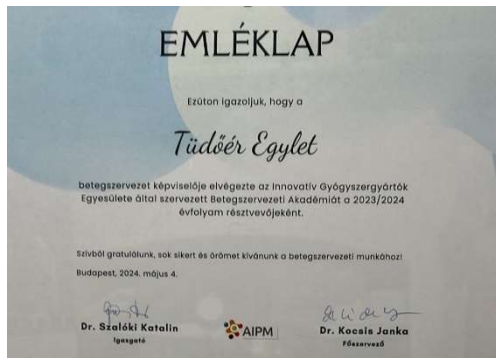 EMLÉKLAP
Ezúton igazoljuk, hogy a
Tüdőér Egylet
betegszervezet képviselője elvégezte az Innovatív Gyógyszergyártók
Egyesülete által szervezett Betegszervezeti Akadémiát a 2023/2024
évfolyam résztvevőjeként.
Szívből gratulálunk, sok sikert és örömet kívánunk a betegszervezeti munkához!
Budapest, 2024. május 4.
Dr. Szalóki Katalin
Igazgató
AIPM
Dr. Kocsis Janka
Főszervező